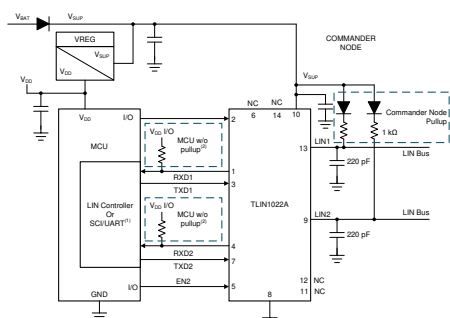 VBAT
VSUP
VREG
VSUP
VDD
VDD
COMMANDER
NODE
VSUP
VDD
I/O
MCU
VDD I/O
MCU w/o
pullup(2)
NC
NC
6
14
10
2
1
3
RXD1
TXD1
LIN Controller
Or
SCI/UART(1)
VDD I/O
MCU w/o
pullup(2)
4
7
RXD2
TXD2
I/O
EN2
5
GND
TLIN1022A
8
13
LIN1
LIN Bus
Commander Node
Pullup
1 kΩ
220 pF
9
LIN2
LIN Bus
220 pF
12
NC
11
NC